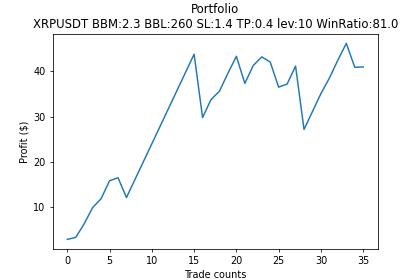 Portfolio
XRPUSDT BBM:2.3 BBL:260 SL:1.4 TP:0.4 lev:10 WinRatio:81.0
Profit ($)
40
30
20
10
0 5 10 15 20 25 30 35
Trade counts